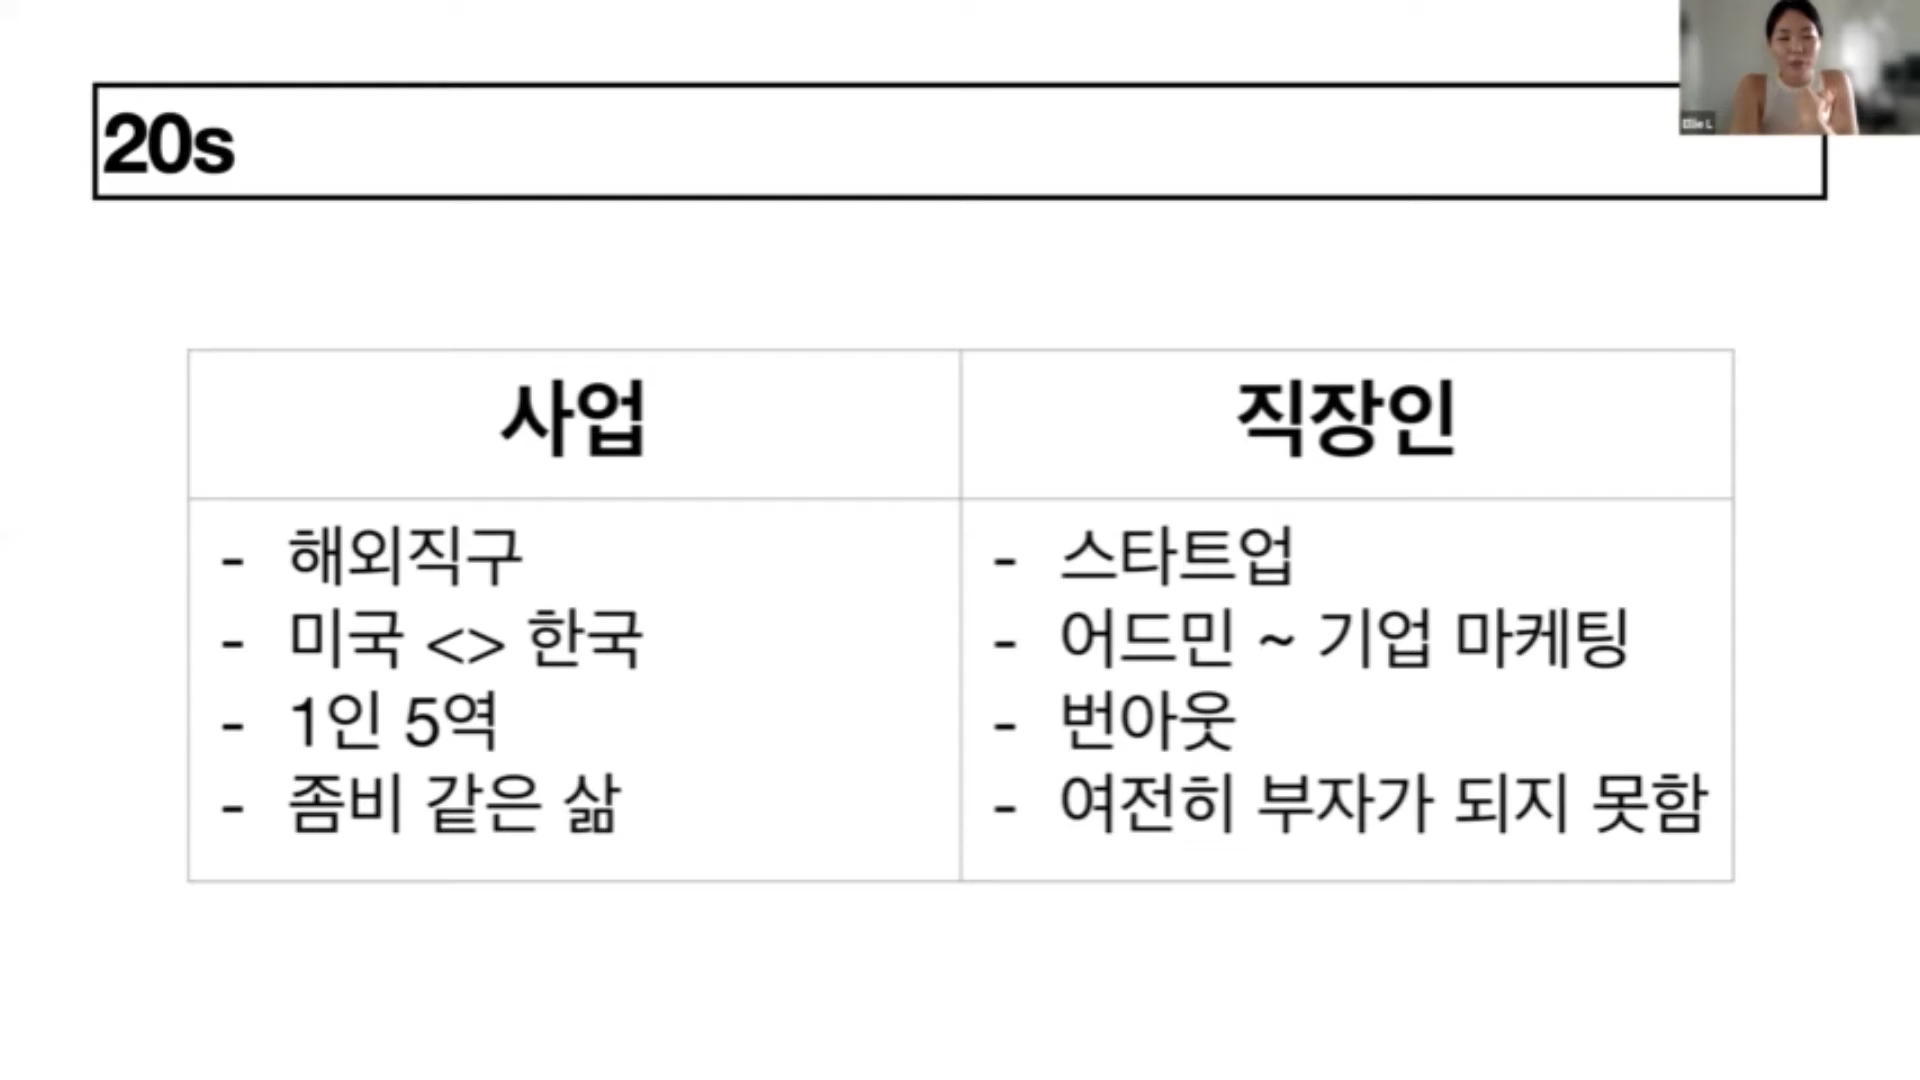 20s
Ellie L
사업
직장인
- 해외직구
- 미국 <> 한국
- 1인 5역
- 좀비 같은 삶
- 스타트업
- 어드민 ~ 기업 마케팅
- 번아웃
- 여전히 부자가 되지 못함